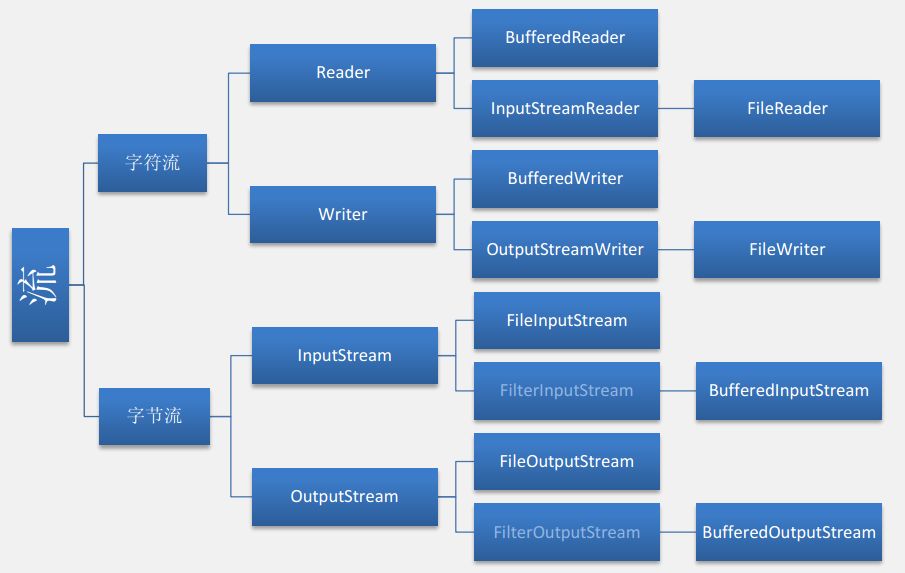 流
字符流
Reader
BufferedReader
InputStreamReader
FileReader
Writer
BufferedWriter
OutputStreamWriter
FileWriter
字节流
InputStream
FileInputStream
FilterInputStream
BufferedInputStream
OutputStream
FileOutputStream
FilterOutputStream
BufferedOutputStream